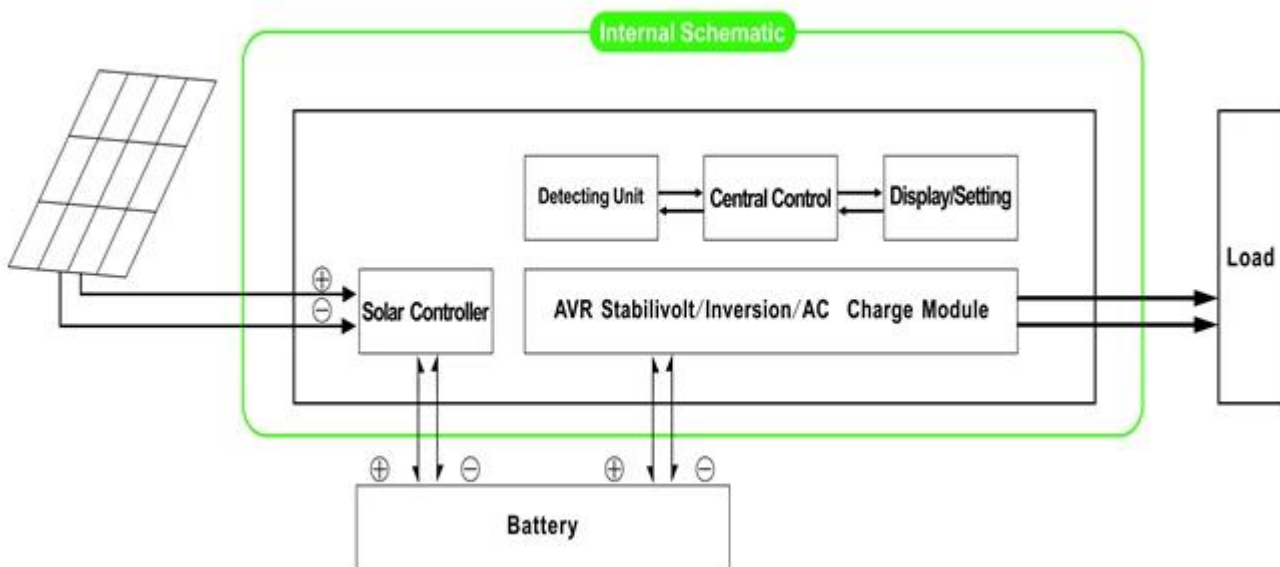 Internal Schematic
Detecting Unit
Central Control
Display/Setting
Load
⊕
⊖
Solar Controller
AVR Stabilivolt/Inversion/AC Charge Module
⊕ ⊖ ⊕ ⊖
Battery